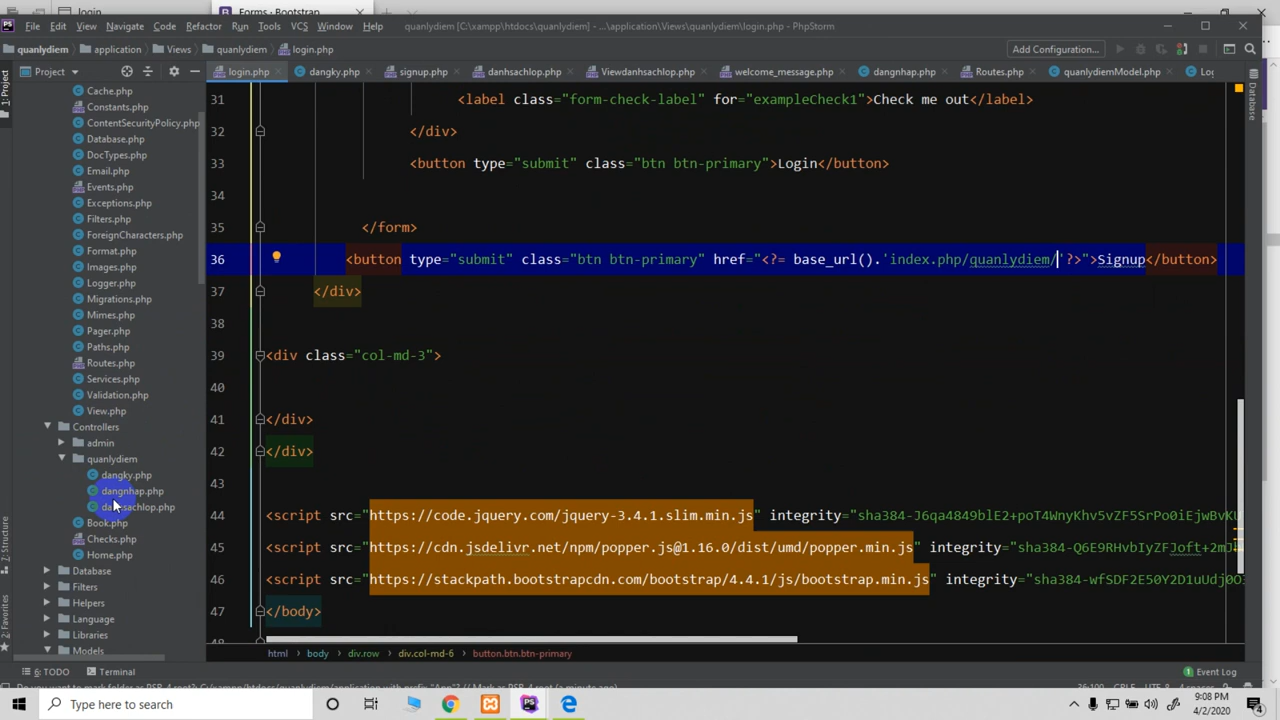 login
Forms · Bootstrap
File Edit View Navigate Code Refactor Run Tools VCS Window Help quanlydiem [C:\xampp\htdocs\quanlydiem] - ...\application\Views\quanlydiem\login.php - PhpStorm
quanlydiem application Views quanlydiem login.php Add Configuration...
Project login.php dangky.php signup.php danhsachlop.php Viewdanhsachlop.php welcome_message.php dangnhap.php Routes.php quanlydiemModel.php
1: Project
7: Structure
2: Favorites
Database
Cache.php
Constants.php
ContentSecurityPolicy.php
Database.php
DocTypes.php
Email.php
Events.php
Exceptions.php
Filters.php
ForeignCharacters.php
Format.php
Images.php
Logger.php
Migrations.php
Mimes.php
Pager.php
Paths.php
Routes.php
Services.php
Validation.php
View.php
Controllers
admin
quanlydiem
dangky.php
dangnhap.php
Book.php
Checks.php
Home.php
Database
Filters
Helpers
Language
Libraries
Models
31 <label class="form-check-label" for="exampleCheck1">Check me out</label>
32 </div>
33 <button type="submit" class="btn btn-primary">Login</button>
34
35 </form>
36 <button type="submit" class="btn btn-primary" href="<?= base_url().'index.php/quanlydiem/'?>">Signup</button>
37 </div>
38
39 <div class="col-md-3">
40
41 </div>
42 </div>
43
44 <script src="https://code.jquery.com/jquery-3.4.1.slim.min.js" integrity="sha384-J6qa4849blE2+poT4WnyKhv5vZF5SrPo0iEjwBvKU
45 <script src="https://cdn.jsdelivr.net/npm/popper.js@1.16.0/dist/umd/popper.min.js" integrity="sha384-Q6E9RHvbIyZFJoft+2mJ
46 <script src="https://stackpath.bootstrapcdn.com/bootstrap/4.4.1/js/bootstrap.min.js" integrity="sha384-wfSDF2E50Y2D1uUdj0O3
47 </body>
html body div.row div.col-md-6 button.btn.btn-primary
6: TODO Terminal Event Log
Type here to search
9:08 PM
4/2/2020